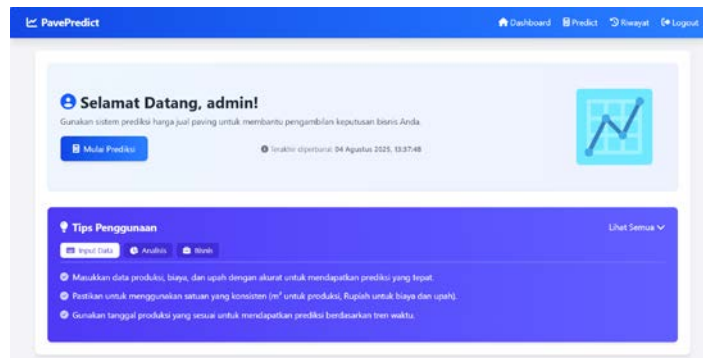 PavePredict
Dashboard Predict Riwayat Logout
Selamat Datang, admin!
Gunakan sistem prediksi harga jual paving untuk membantu pengambilan keputusan bisnis Anda.
Mulai Prediksi
Terakhir diperbarui: 04 Agustus 2025, 13:57:48
Tips Penggunaan
Lihat Semua
Input Data Analisis Bisnis
Masukkan data produksi, biaya, dan upah dengan akurat untuk mendapatkan prediksi yang tepat.
Pastikan untuk menggunakan satuan yang konsisten (m² untuk produksi, Rupiah untuk biaya dan upah).
Gunakan tanggal produksi yang sesuai untuk mendapatkan prediksi berdasarkan tren waktu.